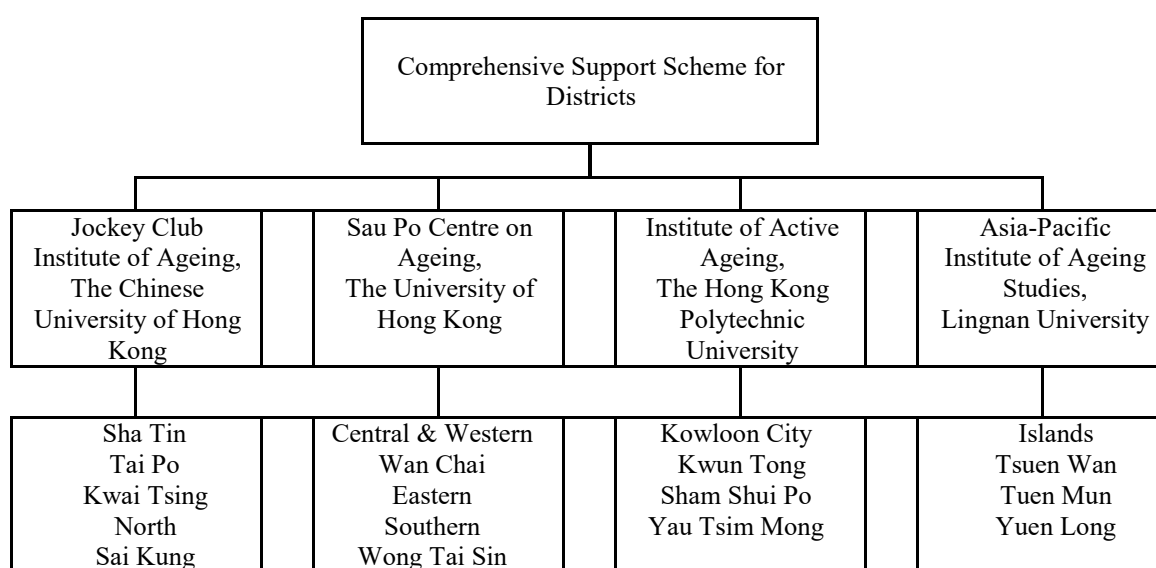 Comprehensive Support Scheme for
Districts
Jockey Club
Institute of Ageing,
The Chinese
University of Hong
Kong
Sau Po Centre on
Ageing,
The University of
Hong Kong
Institute of Active
Ageing,
The Hong Kong
Polytechnic
University
Asia-Pacific
Institute of Ageing
Studies,
Lingnan University
Sha Tin
Tai Po
Kwai Tsing
North
Sai Kung
Central & Western
Wan Chai
Eastern
Southern
Wong Tai Sin
Kowloon City
Kwun Tong
Sham Shui Po
Yau Tsim Mong
Islands
Tsuen Wan
Tuen Mun
Yuen Long